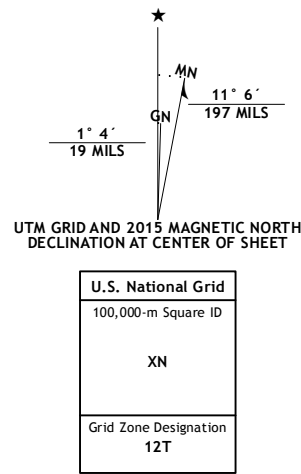 ★
MN
GN
11° 6´
197 MILS
1° 4´
19 MILS
UTM GRID AND 2015 MAGNETIC NORTH
DECLINATION AT CENTER OF SHEET
U.S. National Grid
100,000-m Square ID
XN
Grid Zone Designation
12T